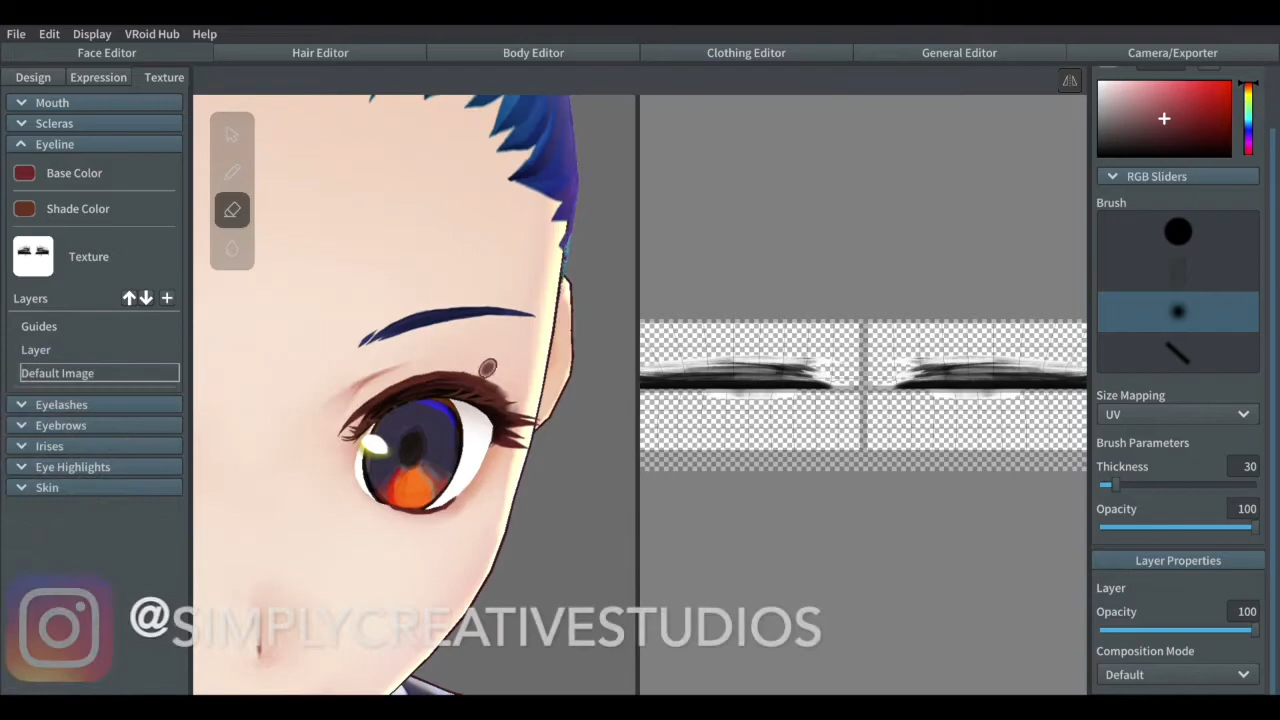 File Edit Display VRoid Hub Help
Face Editor Hair Editor Body Editor Clothing Editor General Editor Camera/Exporter
Design Expression Texture
Mouth
Scleras
Eyeline
Base Color
Shade Color
Texture
Layers
Guides
Layer
Default Image
Eyelashes
Eyebrows
Irises
Eye Highlights
Skin
RGB Sliders
Brush
Size Mapping
UV
Brush Parameters
Thickness 30
Opacity 100
Layer Properties
Layer
Opacity 100
Composition Mode
Default
@SIMPLYCREATIVESTUDIOS